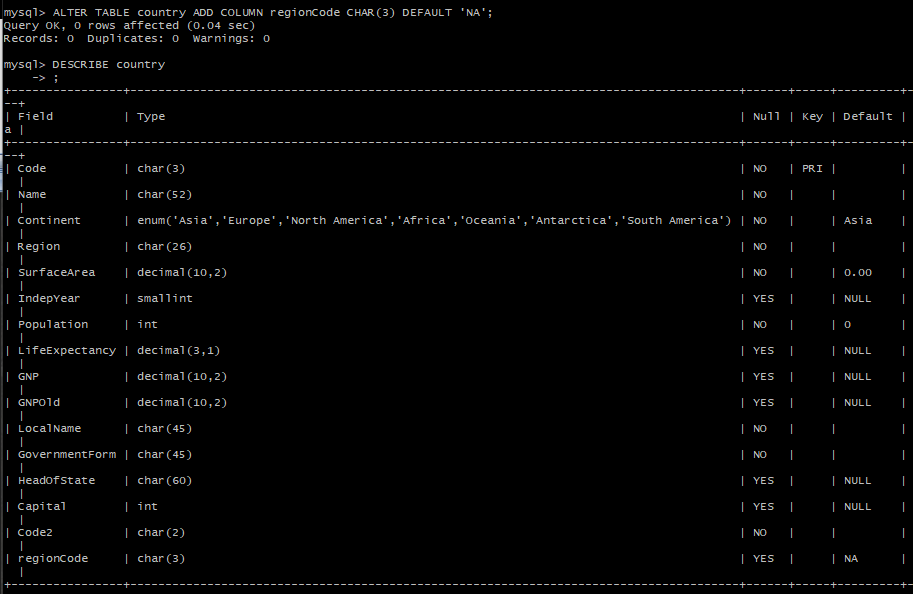 mysql> ALTER TABLE country ADD COLUMN regionCode CHAR(3) DEFAULT 'NA';
Query OK, 0 rows affected (0.04 sec)
Records: 0  Duplicates: 0  Warnings: 0

mysql> DESCRIBE country
    -> ;
+----------------+---------------------------------------------------------------------------------------+------+-----+---------+-
--+
| Field          | Type                                                                                  | Null | Key | Default |
a |
+----------------+---------------------------------------------------------------------------------------+------+-----+---------+-
--+
| Code           | char(3)                                                                               | NO   | PRI |         |
  |
| Name           | char(52)                                                                              | NO   |     |         |
  |
| Continent      | enum('Asia','Europe','North America','Africa','Oceania','Antarctica','South America') | NO   |     | Asia    |
  |
| Region         | char(26)                                                                              | NO   |     |         |
  |
| SurfaceArea    | decimal(10,2)                                                                         | NO   |     | 0.00    |
  |
| IndepYear      | smallint                                                                              | YES  |     | NULL    |
  |
| Population     | int                                                                                   | NO   |     | 0       |
  |
| LifeExpectancy | decimal(3,1)                                                                          | YES  |     | NULL    |
  |
| GNP            | decimal(10,2)                                                                         | YES  |     | NULL    |
  |
| GNPOld         | decimal(10,2)                                                                         | YES  |     | NULL    |
  |
| LocalName      | char(45)                                                                              | NO   |     |         |
  |
| GovernmentForm | char(45)                                                                              | NO   |     |         |
  |
| HeadOfState    | char(60)                                                                              | YES  |     | NULL    |
  |
| Capital        | int                                                                                   | YES  |     | NULL    |
  |
| Code2          | char(2)                                                                               | NO   |     |         |
  |
| regionCode     | char(3)                                                                               | YES  |     | NA      |
  |
+----------------+---------------------------------------------------------------------------------------+------+-----+---------+-